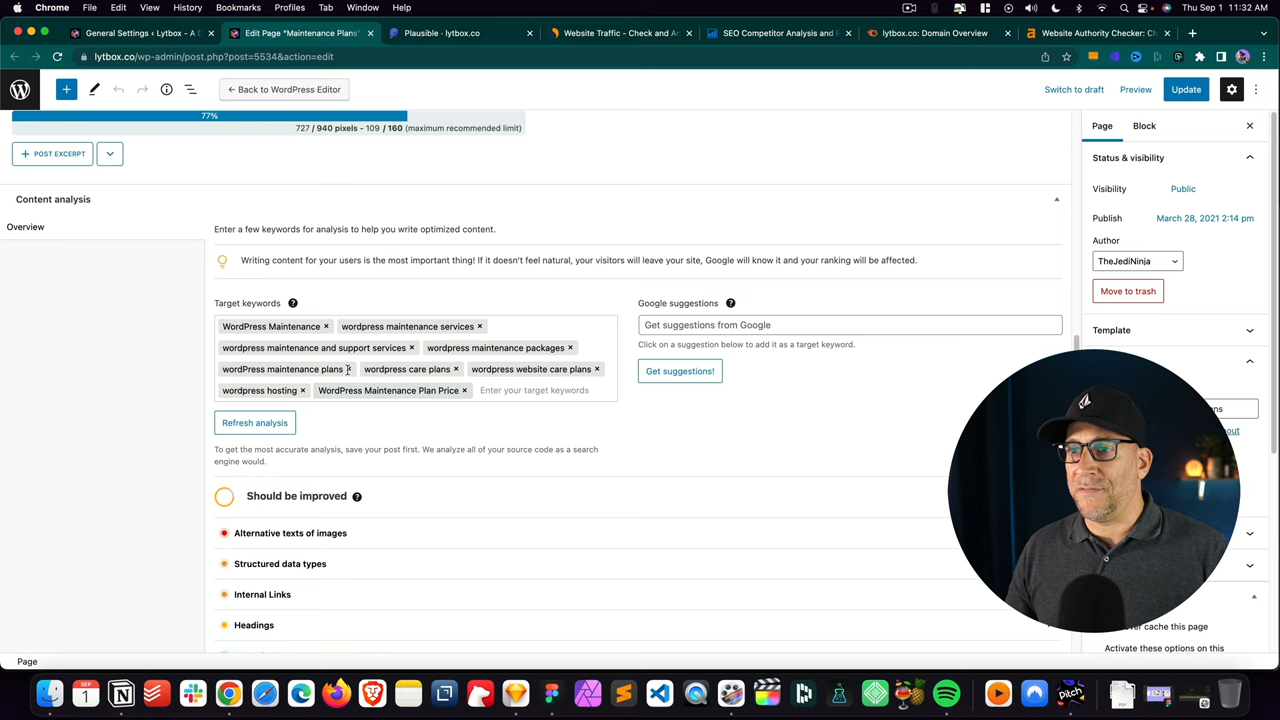 Chrome File Edit View History Bookmarks Profiles Tab Window Help
Thu Sep 1 11:32 AM
General Settings ‹ Lytbox ‹ A D
Edit Page "Maintenance Plans"
Plausible · lytbox.co
Website Traffic - Check and An
SEO Competitor Analysis and R
lytbox.co: Domain Overview
Website Authority Checker: Ch
lytbox.co/wp-admin/post.php?post=5534&action=edit
← Back to WordPress Editor
Switch to draft
Preview
Update
77%
727 / 940 pixels - 109 / 160 (maximum recommended limit)
+ POST EXCERPT
Content analysis
Overview
Enter a few keywords for analysis to help you write optimized content.
Writing content for your users is the most important thing! If it doesn't feel natural, your visitors will leave your site, Google will know it and your ranking will be affected.
Target keywords
WordPress Maintenance × wordpress maintenance services ×
wordpress maintenance and support services × wordpress maintenance packages ×
wordPress maintenance plans × wordpress care plans × wordpress website care plans ×
wordpress hosting × WordPress Maintenance Plan Price × Enter your target keywords
Refresh analysis
To get the most accurate analysis, save your post first. We analyze all of your source code as a search
engine would.
Google suggestions
Get suggestions from Google
Click on a suggestion below to add it as a target keyword.
Get suggestions!
Should be improved
Alternative texts of images
Structured data types
Internal Links
Headings
Page
Block
Status & visibility
Visibility
Public
Publish
March 28, 2021 2:14 pm
Author
TheJediNinja
Move to trash
Template
cache this page
Activate these options on this
Page
SEP
1
Pitch